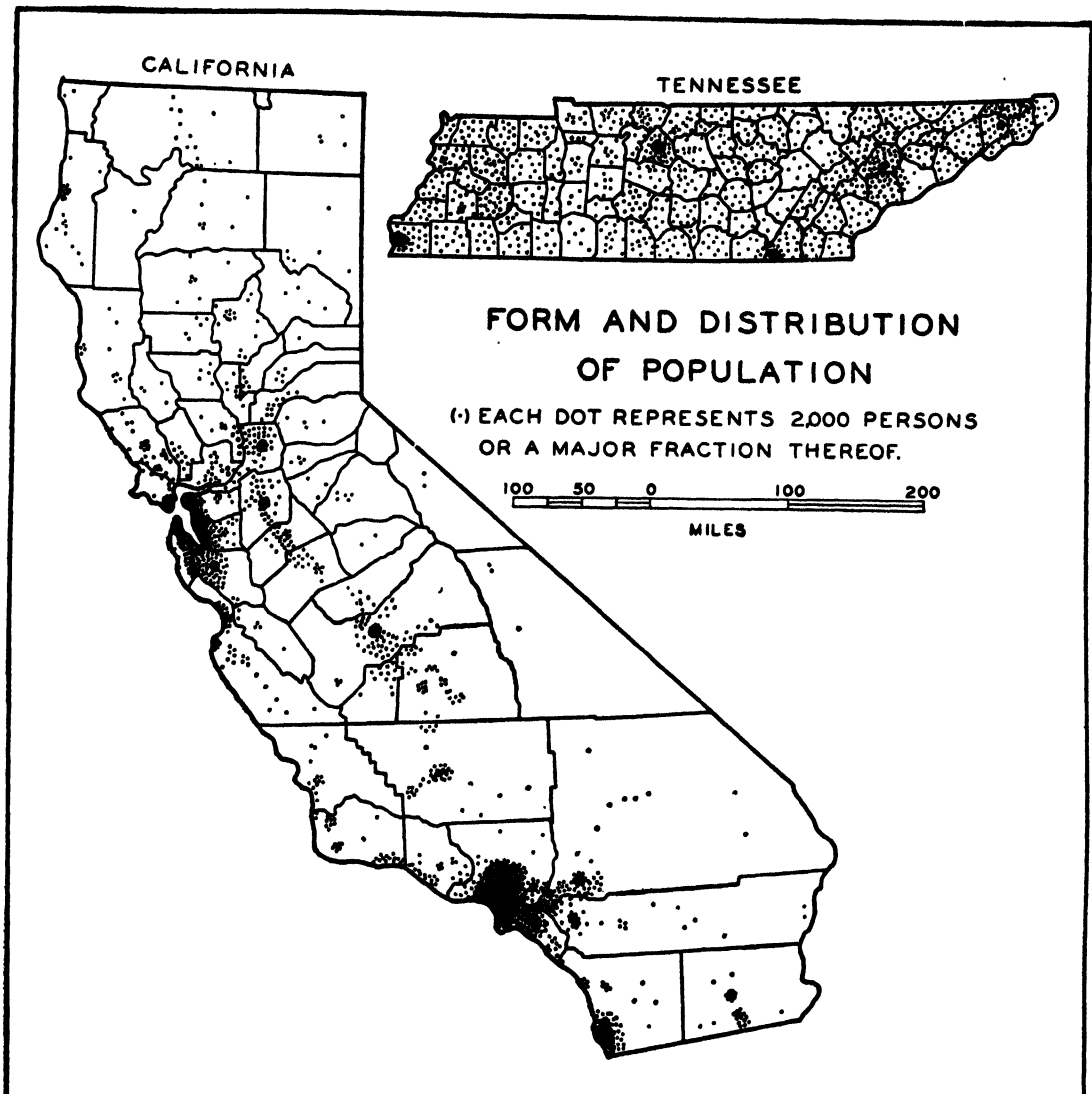 CALIFORNIA
TENNESSEE
FORM AND DISTRIBUTION
OF POPULATION
(·) EACH DOT REPRESENTS 2,000 PERSONS
OR A MAJOR FRACTION THEREOF.
100 50 0 100 200
MILES